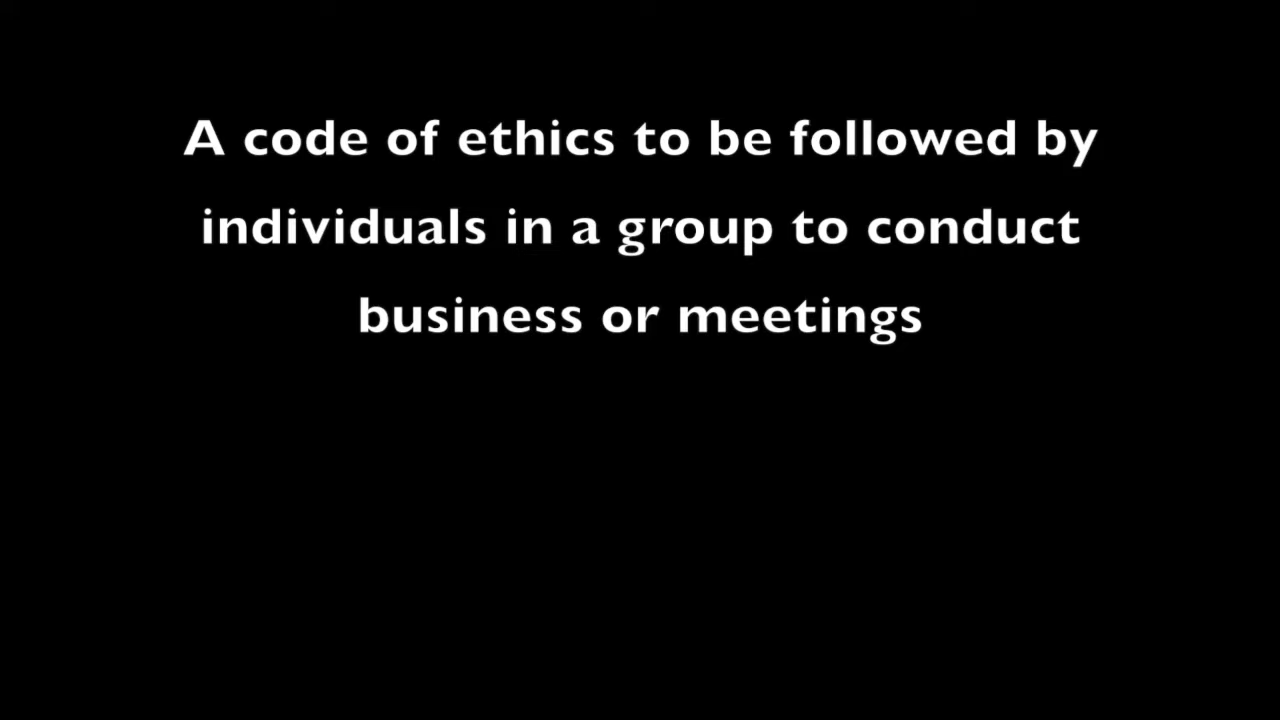 A code of ethics to be followed by
individuals in a group to conduct
business or meetings